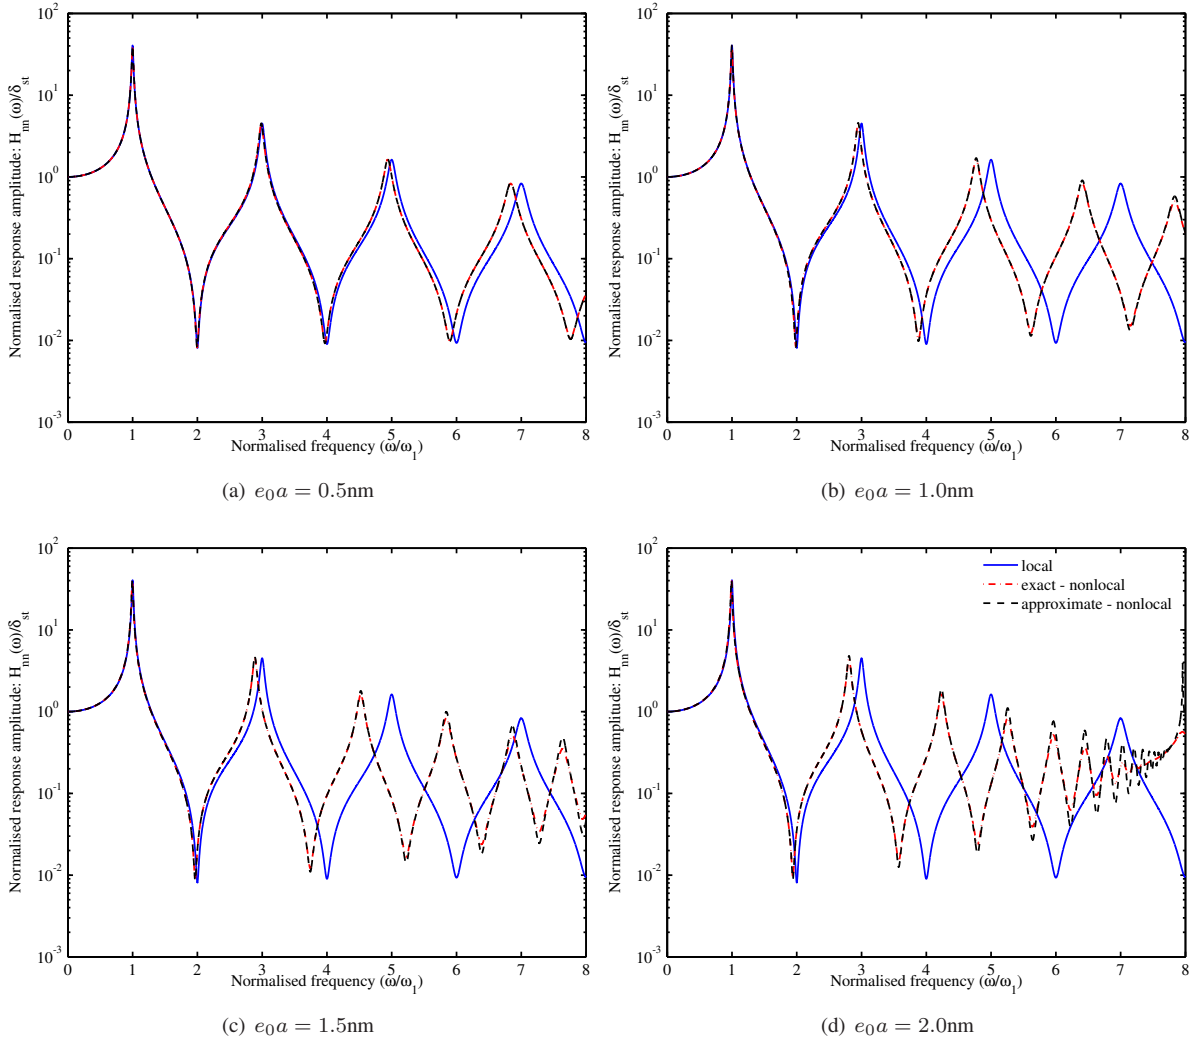 10^2
10^1
10^0
10^-1
10^-2
10^-3
Normalised response amplitude: H_nn(ω)/δ_st
0 1 2 3 4 5 6 7 8
Normalised frequency (ω/ω_1)
(a) e_0a = 0.5nm
10^2
10^1
10^0
10^-1
10^-2
10^-3
Normalised response amplitude: H_nn(ω)/δ_st
0 1 2 3 4 5 6 7 8
Normalised frequency (ω/ω_1)
(b) e_0a = 1.0nm
10^2
10^1
10^0
10^-1
10^-2
10^-3
Normalised response amplitude: H_nn(ω)/δ_st
0 1 2 3 4 5 6 7 8
Normalised frequency (ω/ω_1)
(c) e_0a = 1.5nm
10^2
10^1
10^0
10^-1
10^-2
10^-3
Normalised response amplitude: H_nn(ω)/δ_st
local
exact - nonlocal
approximate - nonlocal
0 1 2 3 4 5 6 7 8
Normalised frequency (ω/ω_1)
(d) e_0a = 2.0nm